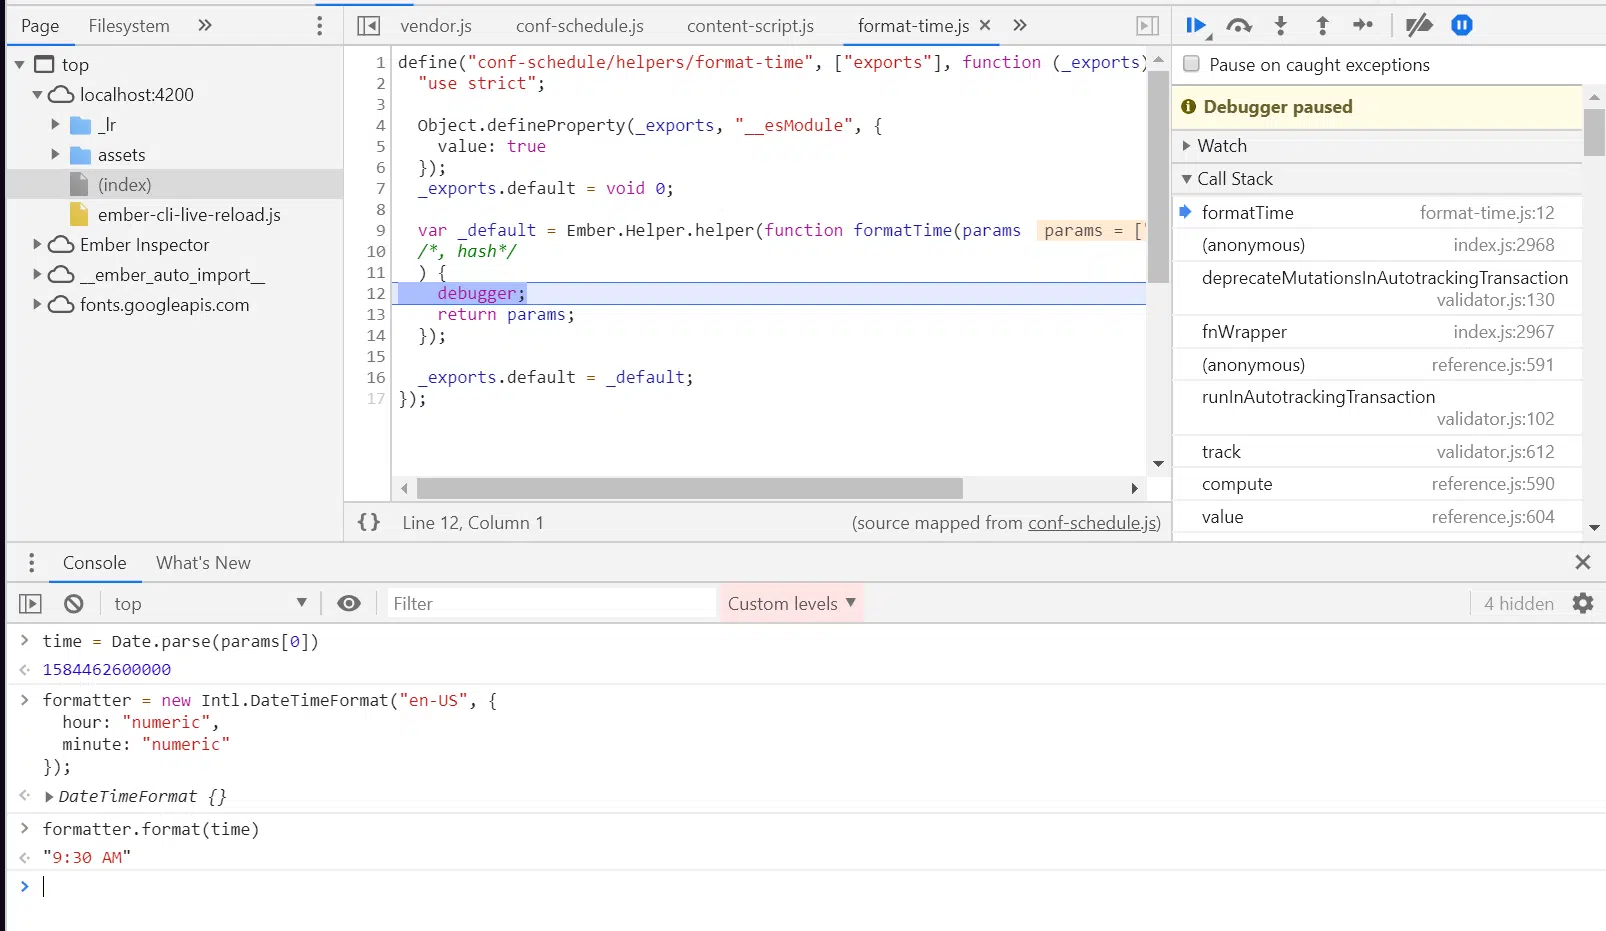 Page Filesystem »
top
localhost:4200
_lr
assets
(index)
ember-cli-live-reload.js
Ember Inspector
__ember_auto_import__
fonts.googleapis.com
vendor.js conf-schedule.js content-script.js format-time.js × »
1 define("conf-schedule/helpers/format-time", ["exports"], function (_exports)
2 "use strict";
3
4 Object.defineProperty(_exports, "__esModule", {
5 value: true
6 });
7 _exports.default = void 0;
8
9 var _default = Ember.Helper.helper(function formatTime(params params = ['
10 /*, hash*/
11 ) {
12 debugger;
13 return params;
14 });
15
16 _exports.default = _default;
17 });
{} Line 12, Column 1 (source mapped from conf-schedule.js)
Pause on caught exceptions
Debugger paused
Watch
Call Stack
formatTime format-time.js:12
(anonymous) index.js:2968
deprecateMutationsInAutotrackingTransaction
validator.js:130
fnWrapper index.js:2967
(anonymous) reference.js:591
runInAutotrackingTransaction
validator.js:102
track validator.js:612
compute reference.js:590
value reference.js:604
Console What's New
top Filter Custom levels 4 hidden
> time = Date.parse(params[0])
1584462600000
> formatter = new Intl.DateTimeFormat("en-US", {
hour: "numeric",
minute: "numeric"
});
DateTimeFormat {}
> formatter.format(time)
"9:30 AM"
>